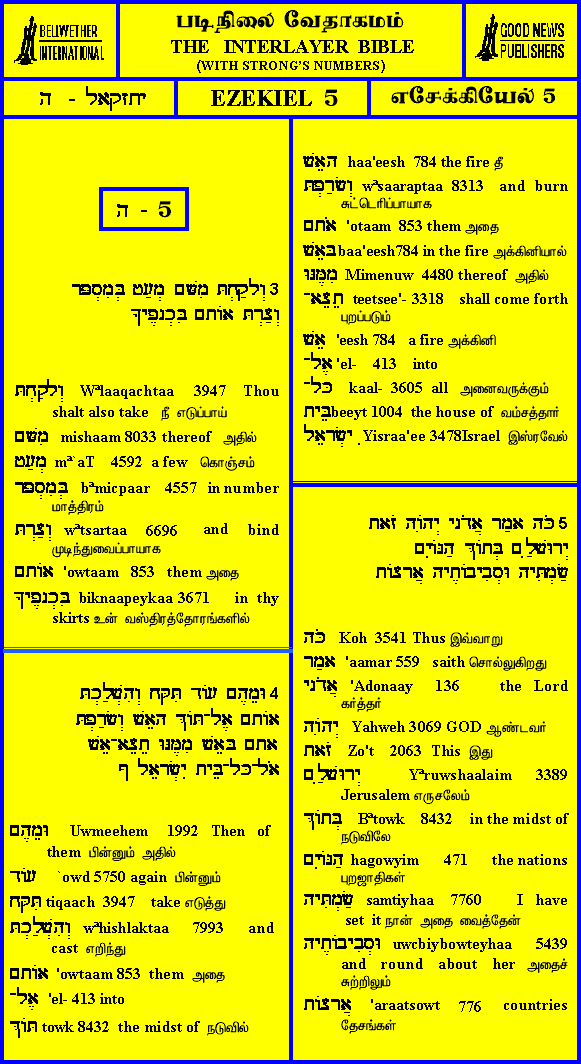 BELLWETHER
INTERNATIONAL
படிநிலை வேதாகமம்
THE INTERLAYER BIBLE
(WITH STRONG'S NUMBERS)
GOOD NEWS
PUBLISHERS
יחזקאל - ה
EZEKIEL 5
எசேக்கியேல் 5
ה - 5
3 וְלָקַחְתָּ מִשָּׁם מְעַט בְּמִסְפָּר
וְצַרְתָּ אוֹתָם בִּכְנָפֶיךָ
וְלָקַחְתָּ Wᵃlaaqachtaa 3947 Thou
shalt also take நீ எடுப்பாய்
מִשָּׁם mishaam 8033 thereof அதில்
מְעַט mᵃ`aT 4592 a few கொஞ்சம்
בְּמִסְפָּר bᵃmicpaar 4557 in number
மாத்திரம்
וְצַרְתָּ wᵃtsartaa 6696 and bind
முடிந்துவைப்பாயாக
אוֹתָם 'owtaam 853 them அதை
בִּכְנָפֶיךָ biknaapeykaa 3671 in thy
skirts உன் வஸ்திரத்தோரங்களில்
4 וּמֵהֶם עוֹד תִּקַּח וְהִשְׁלַכְתָּ
אוֹתָם אֶל־תּוֹךְ הָאֵשׁ וְשָׂרַפְתָּ
אֹתָם בָּאֵשׁ מִמֶּנּוּ תֵצֵא־אֵשׁ
אֶל־כָּל־בֵּית יִשְׂרָאֵל ף
וּמֵהֶם Uwmeehem 1992 Then of
them பின்னும் அதில்
עוֹד `owd 5750 again பின்னும்
תִּקַּח tiqaach 3947 take எடுத்து
וְהִשְׁלַכְתָּ wᵃhishlaktaa 7993 and
cast எறிந்து
אוֹתָם 'owtaam 853 them அதை
אֶל־ 'el- 413 into
תּוֹךְ towk 8432 the midst of நடுவில்
הָאֵשׁ haa'eesh 784 the fire தீ
וְשָׂרַפְתָּ wᵃsaaraptaa 8313 and burn
சுட்டெரிப்பாயாக
אֹתָם 'otaam 853 them அதை
בָּאֵשׁ baa'eesh784 in the fire அக்கினியால்
מִמֶּנּוּ Mimenuw 4480 thereof அதில்
תֵצֵא־ teetsee'- 3318 shall come forth
புறப்படும்
אֵשׁ 'eesh 784 a fire அக்கினி
אֶל־ 'el- 413 into
כָּל־ kaal- 3605 all அனைவருக்கும்
בֵּית beeyt 1004 the house of வம்சத்தார்
יִשְׂרָאֵל . Yisraa'ee 3478Israel இஸ்ரவேல்
5 כֹּה אָמַר אֲדֹנָי יְהוִֹה זֹאת
יְרוּשָׁלִַם בְּתוֹךְ הַגּוֹיִם
שַׂמְתִּיהָ וּסְבִיבוֹתֶיהָ אֲרָצוֹת
כֹּה Koh 3541 Thus இவ்வாறு
אָמַר 'aamar 559 saith சொல்லுகிறது
אֲדֹנָי 'Adonaay 136 the Lord
கர்த்தர்
יְהוִֹה Yahweh 3069 GOD ஆண்டவர்
זֹאת Zo't 2063 This இது
יְרוּשָׁלִַם Yᵃruwshaalaim 3389
Jerusalem எருசலேம்
בְּתוֹךְ Bᵃtowk 8432 in the midst of
நடுவிலே
הַגּוֹיִם hagowyim 471 the nations
புறஜாதிகள்
שַׂמְתִּיהָ samtiyhaa 7760 I have
set it நான் அதை வைத்தேன்
וּסְבִיבוֹתֶיהָ uwcbiybowteyhaa 5439
and round about her அதைச்
சுற்றிலும்
אֲרָצוֹת 'araatsowt 776 countries
தேசங்கள்